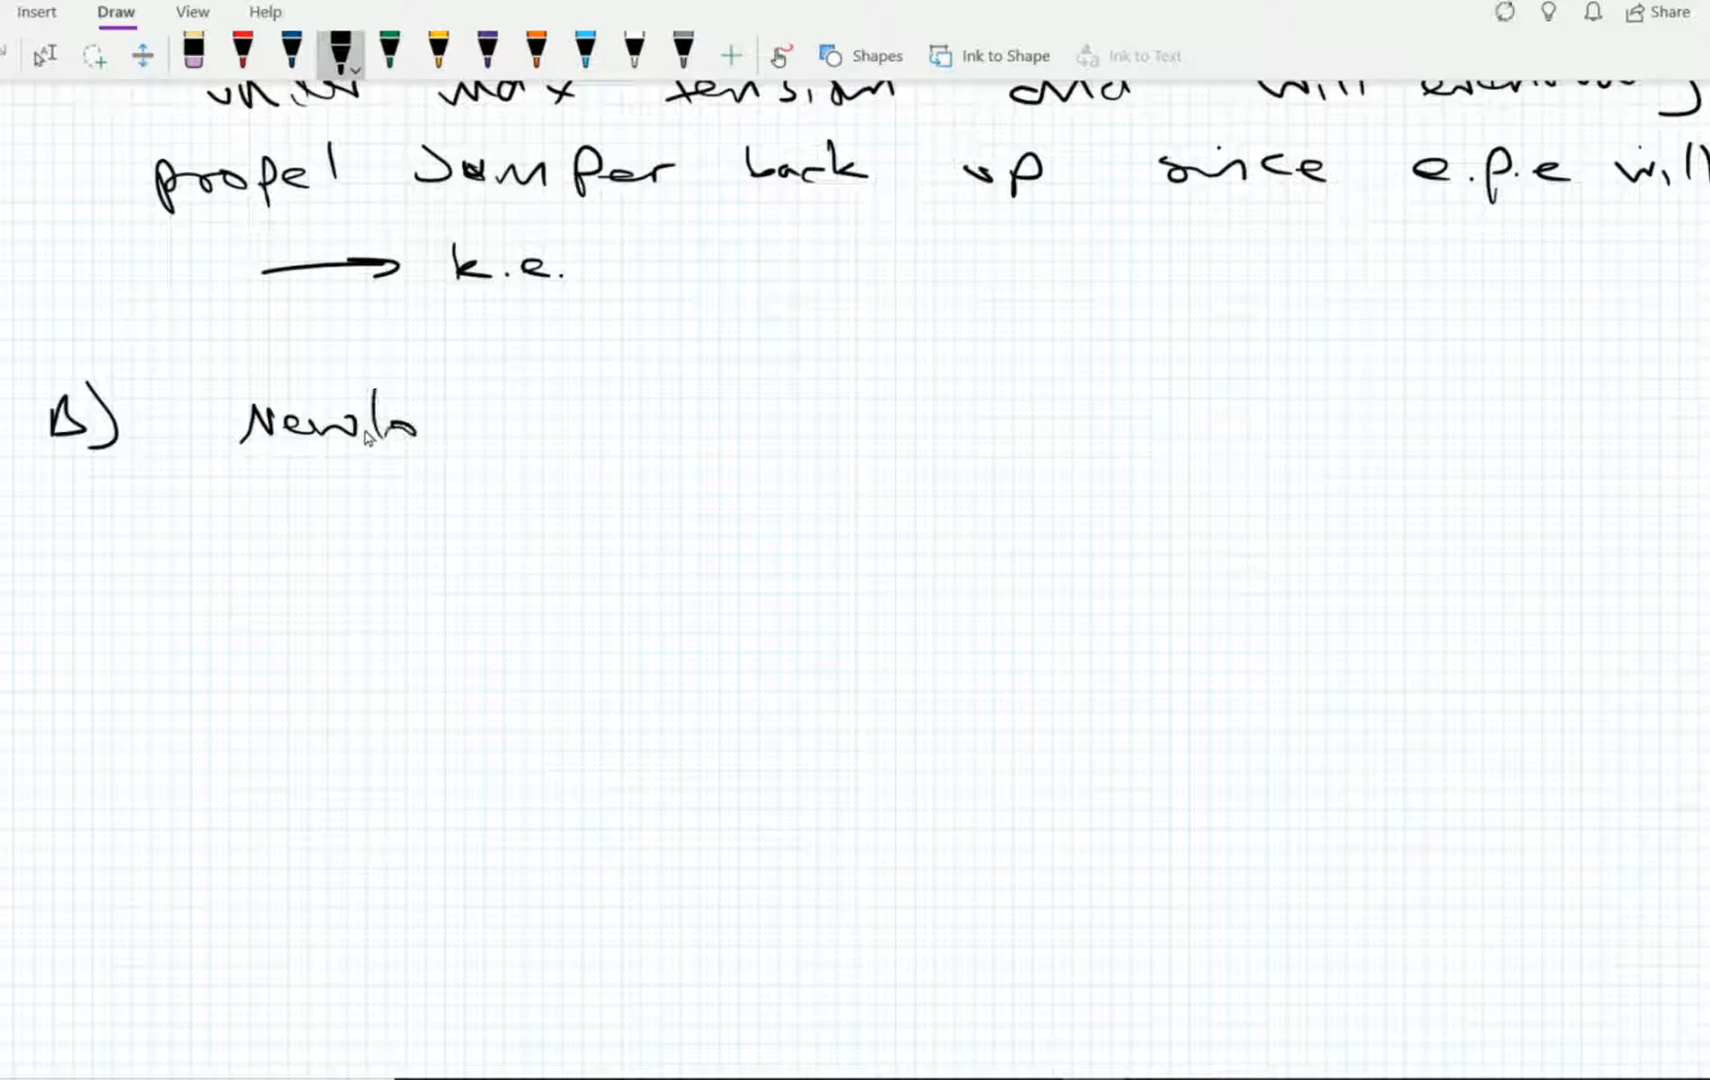 Insert Draw View Help Share
Shapes Ink to Shape Ink to Text
max tension and will
propel Jumper back up since e.p.e will
→ k.e.
B) Newto